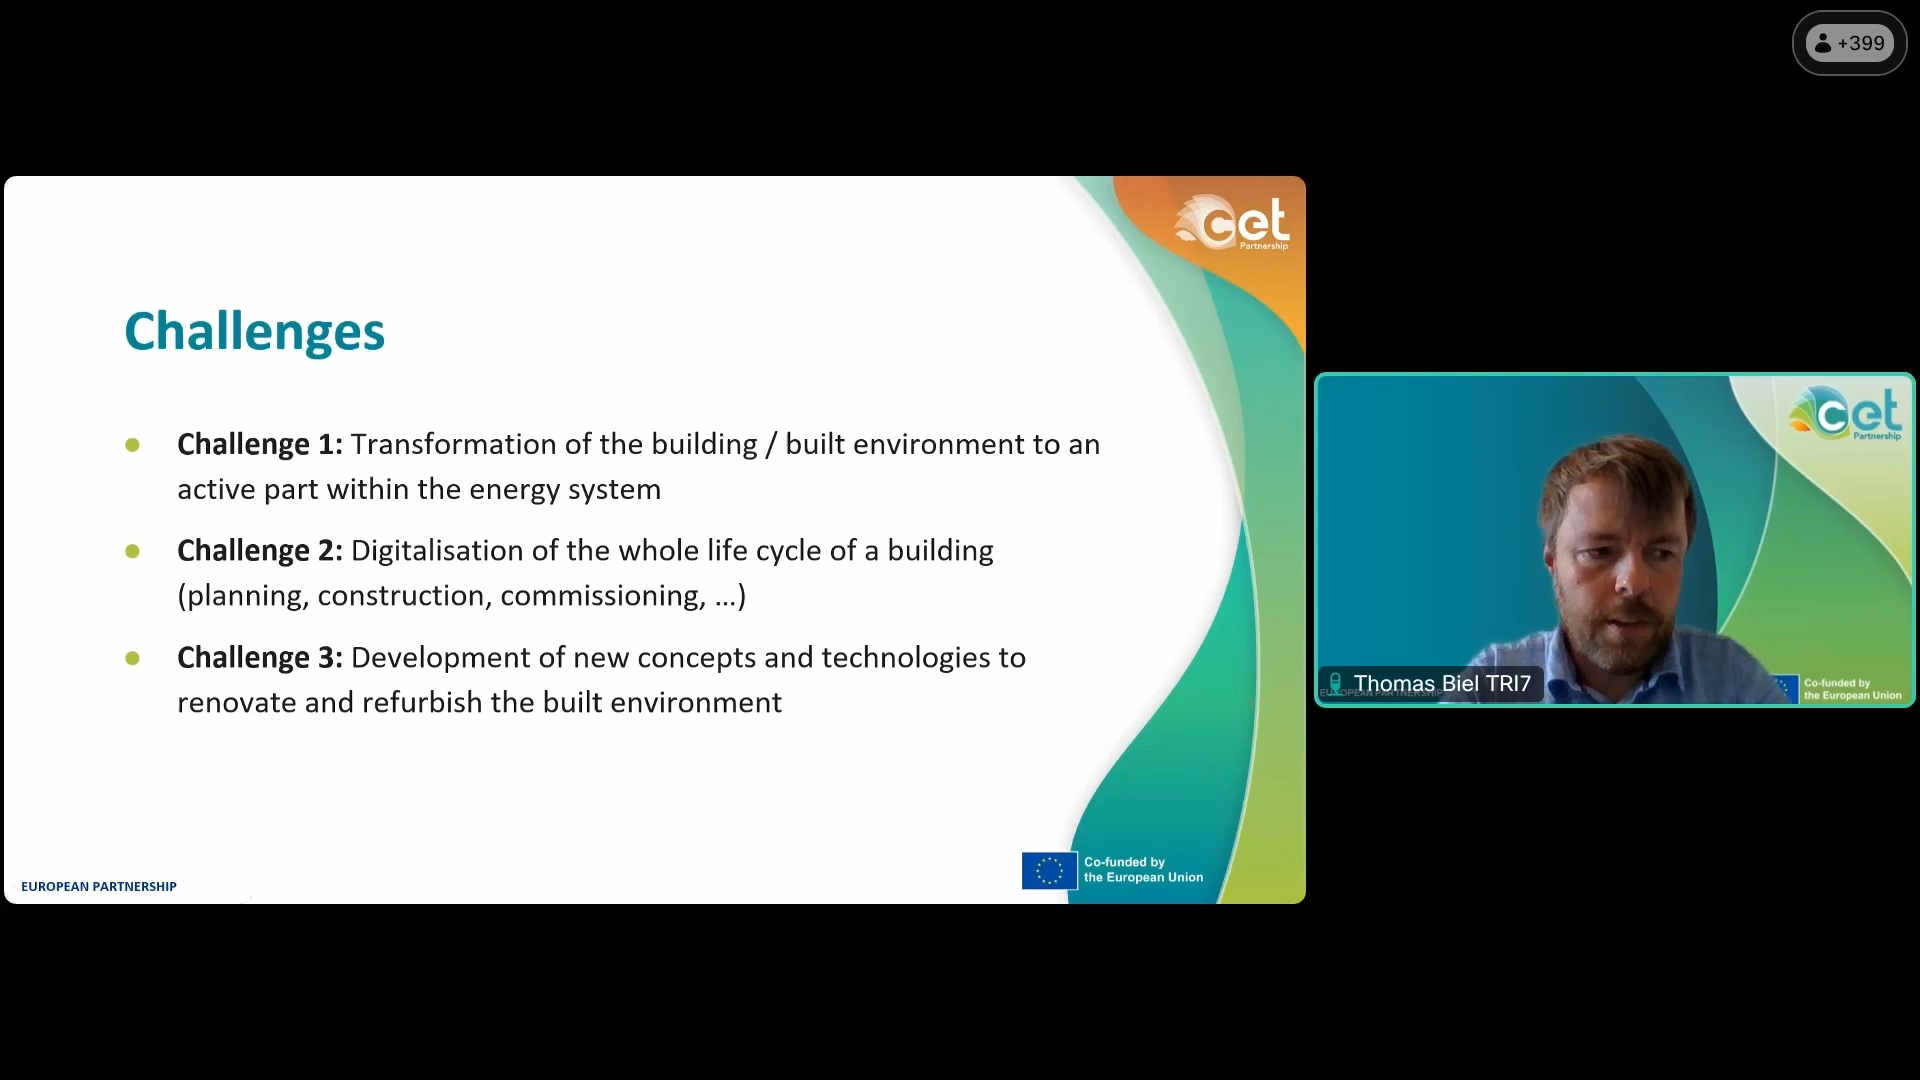 +399
cet
Partnership
Challenges
Challenge 1: Transformation of the building / built environment to an
active part within the energy system
Challenge 2: Digitalisation of the whole life cycle of a building
(planning, construction, commissioning, ...)
Challenge 3: Development of new concepts and technologies to
renovate and refurbish the built environment
EUROPEAN PARTNERSHIP
Co-funded by
the European Union
cet
Partnership
Thomas Biel TRI7
EUROPEAN PARTNERSHIP
Co-funded by
the European Union